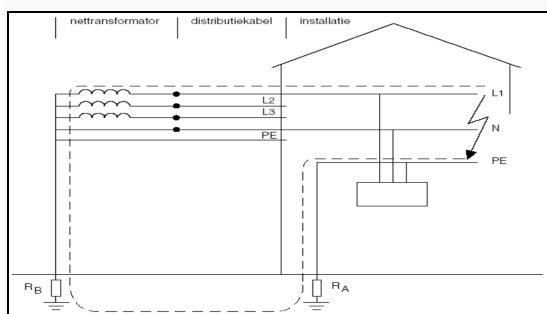 nettransformator distributiekabel installatie
L1
L2
L3
N
PE
PE
RB
RA